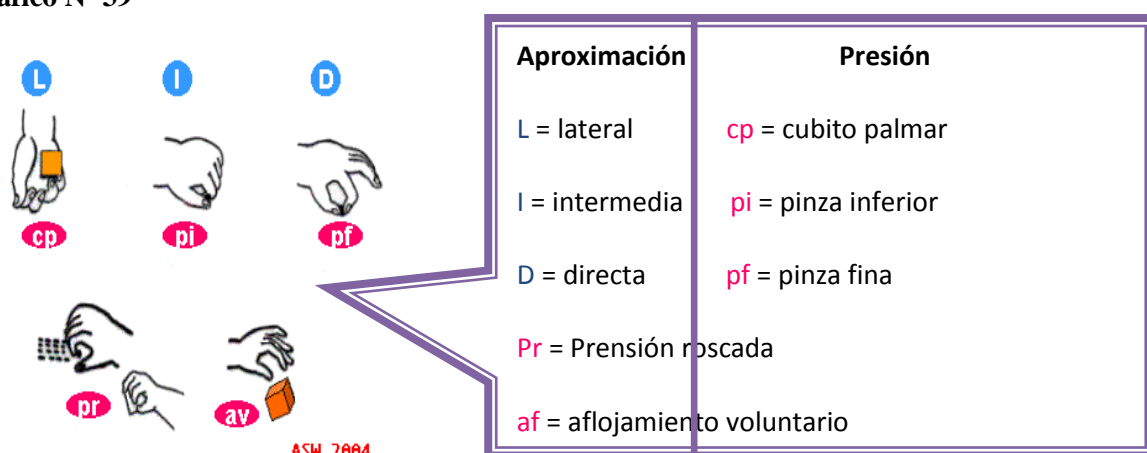 áfico N° 39
L I D
cp pi pf
pr av
ASW 2004
Aproximación Presión
L = lateral cp = cubito palmar
I = intermedia pi = pinza inferior
D = directa pf = pinza fina
Pr = Prensión roscada
af = aflojamiento voluntario